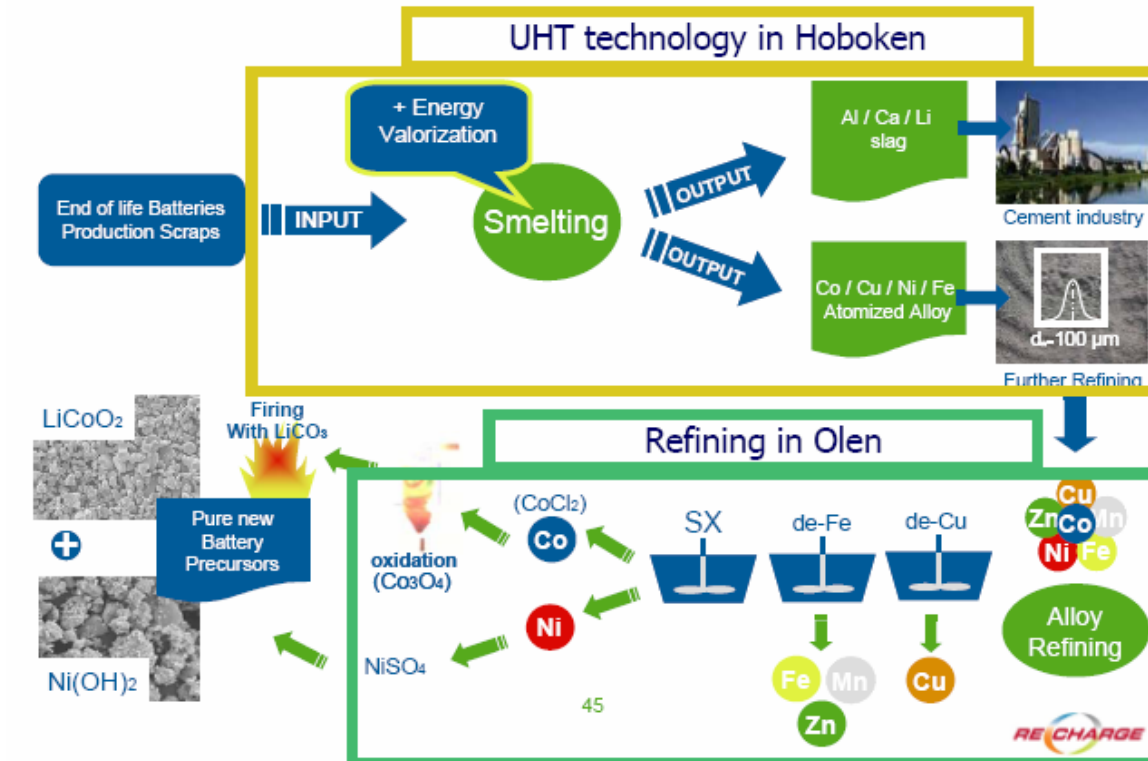 UHT technology in Hoboken
+ Energy
Valorization
End of life Batteries
Production Scraps
INPUT
Smelting
OUTPUT
OUTPUT
Al / Ca / Li
slag
Cement industry
Co / Cu / Ni / Fe
Atomized Alloy
100 µm
Further Refining
LiCoO₂
Firing
With LiCO₃
Refining in Olen
Pure new
Battery
Precursors
Ni(OH)₂
oxidation
(Co₃O₄)
(CoCl₂)
Co
Ni
NiSO₄
SX
de-Fe
de-Cu
Fe
Mn
Zn
Cu
Cu
Zn
Co
Mn
Ni
Fe
Alloy
Refining
45
RECHARGE